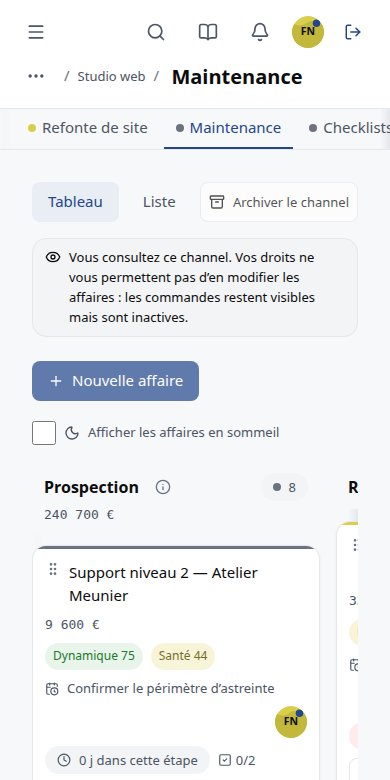 FN
/ Studio web / Maintenance
Refonte de site
Maintenance
Checklists
Tableau
Liste
Archiver le channel
Vous consultez ce channel. Vos droits ne
vous permettent pas d'en modifier les
affaires : les commandes restent visibles
mais sont inactives.
+ Nouvelle affaire
Afficher les affaires en sommeil
Prospection
8
240 700 €
Support niveau 2 — Atelier
Meunier
9 600 €
Dynamique 75
Santé 44
Confirmer le périmètre d'astreinte
FN
0 j dans cette étape
0/2